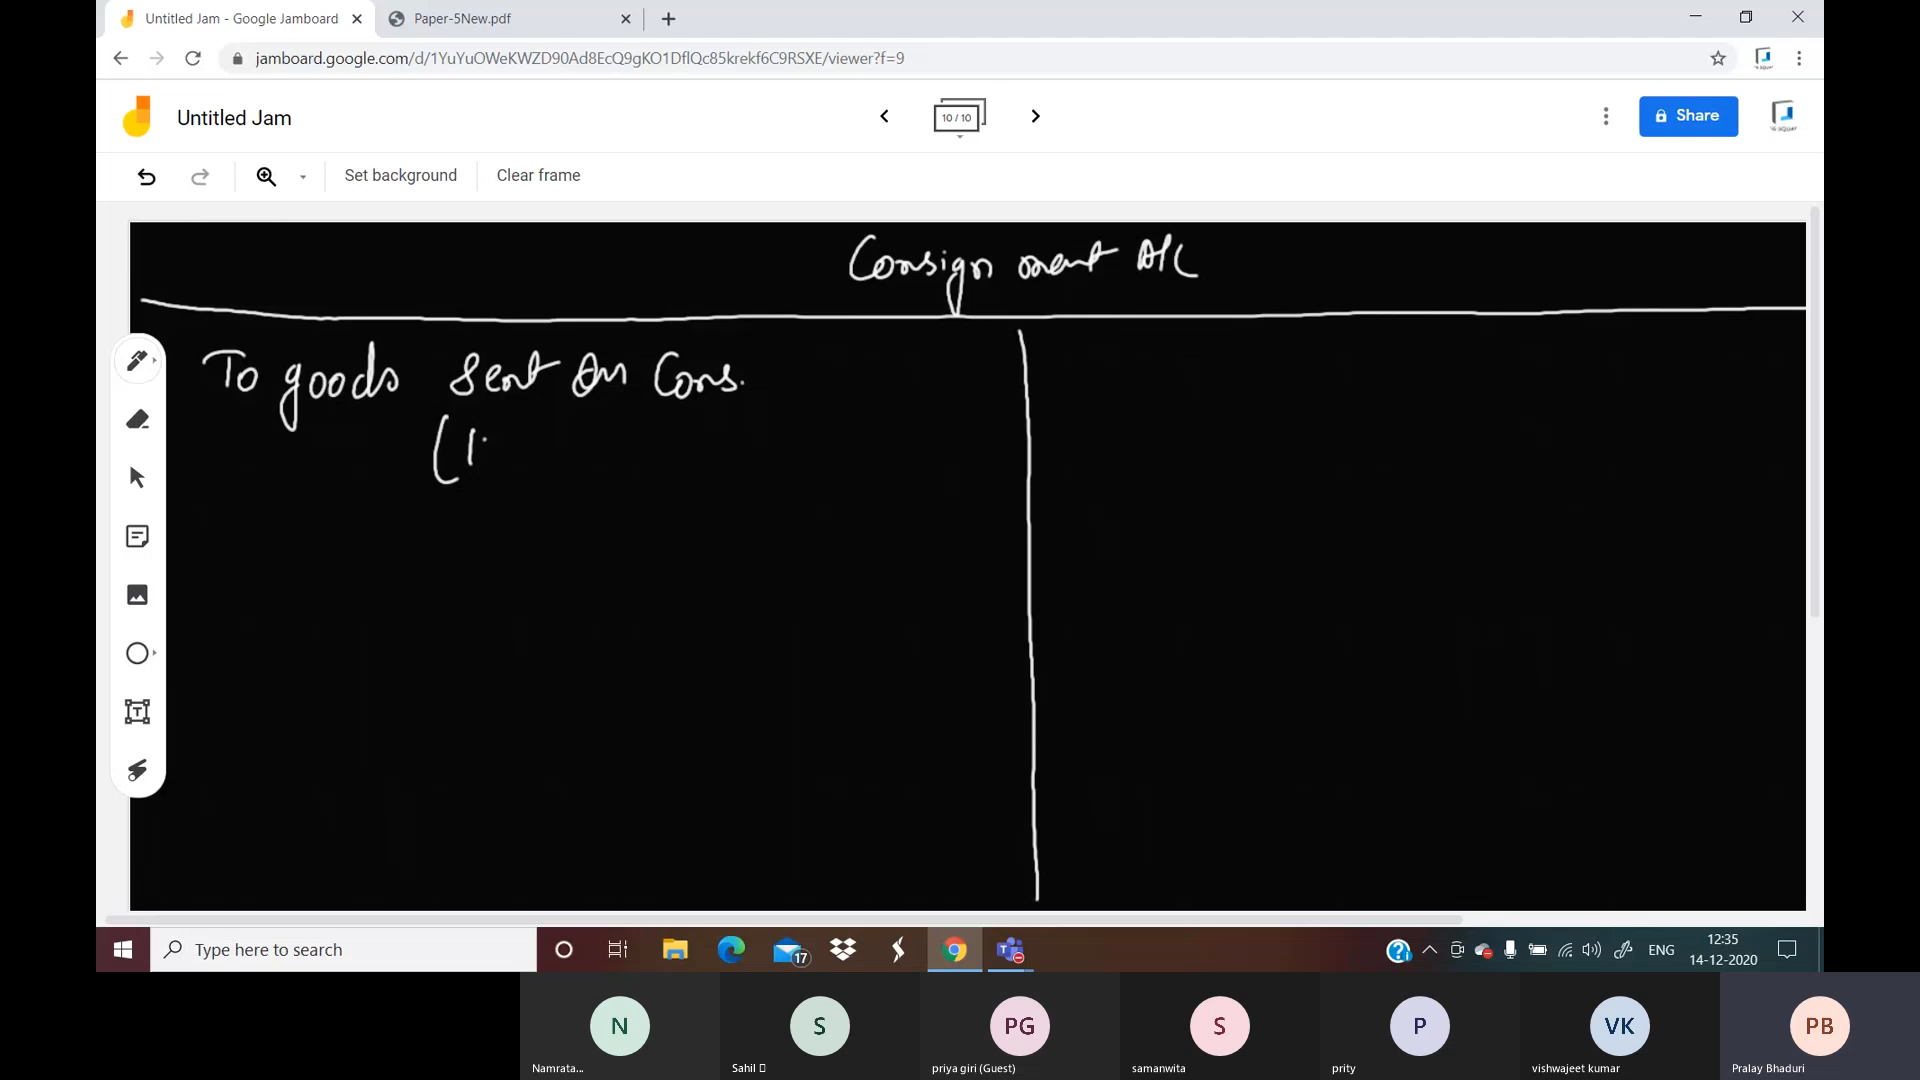 Untitled Jam - Google Jamboard
Paper-5New.pdf
jamboard.google.com/d/1YuYuOWeKWZD90Ad8EcQ9gKO1DflQc85krekf6C9RSXE/viewer?f=9
Untitled Jam
10 / 10
Share
Set background
Clear frame
Consignment A/C
To goods sent on Cons.
Type here to search
17
ENG
12:35
14-12-2020
N
S
PG
S
P
VK
PB
Namrata...
Sahil
priya giri (Guest)
samanwita
prity
vishwajeet kumar
Pralay Bhaduri